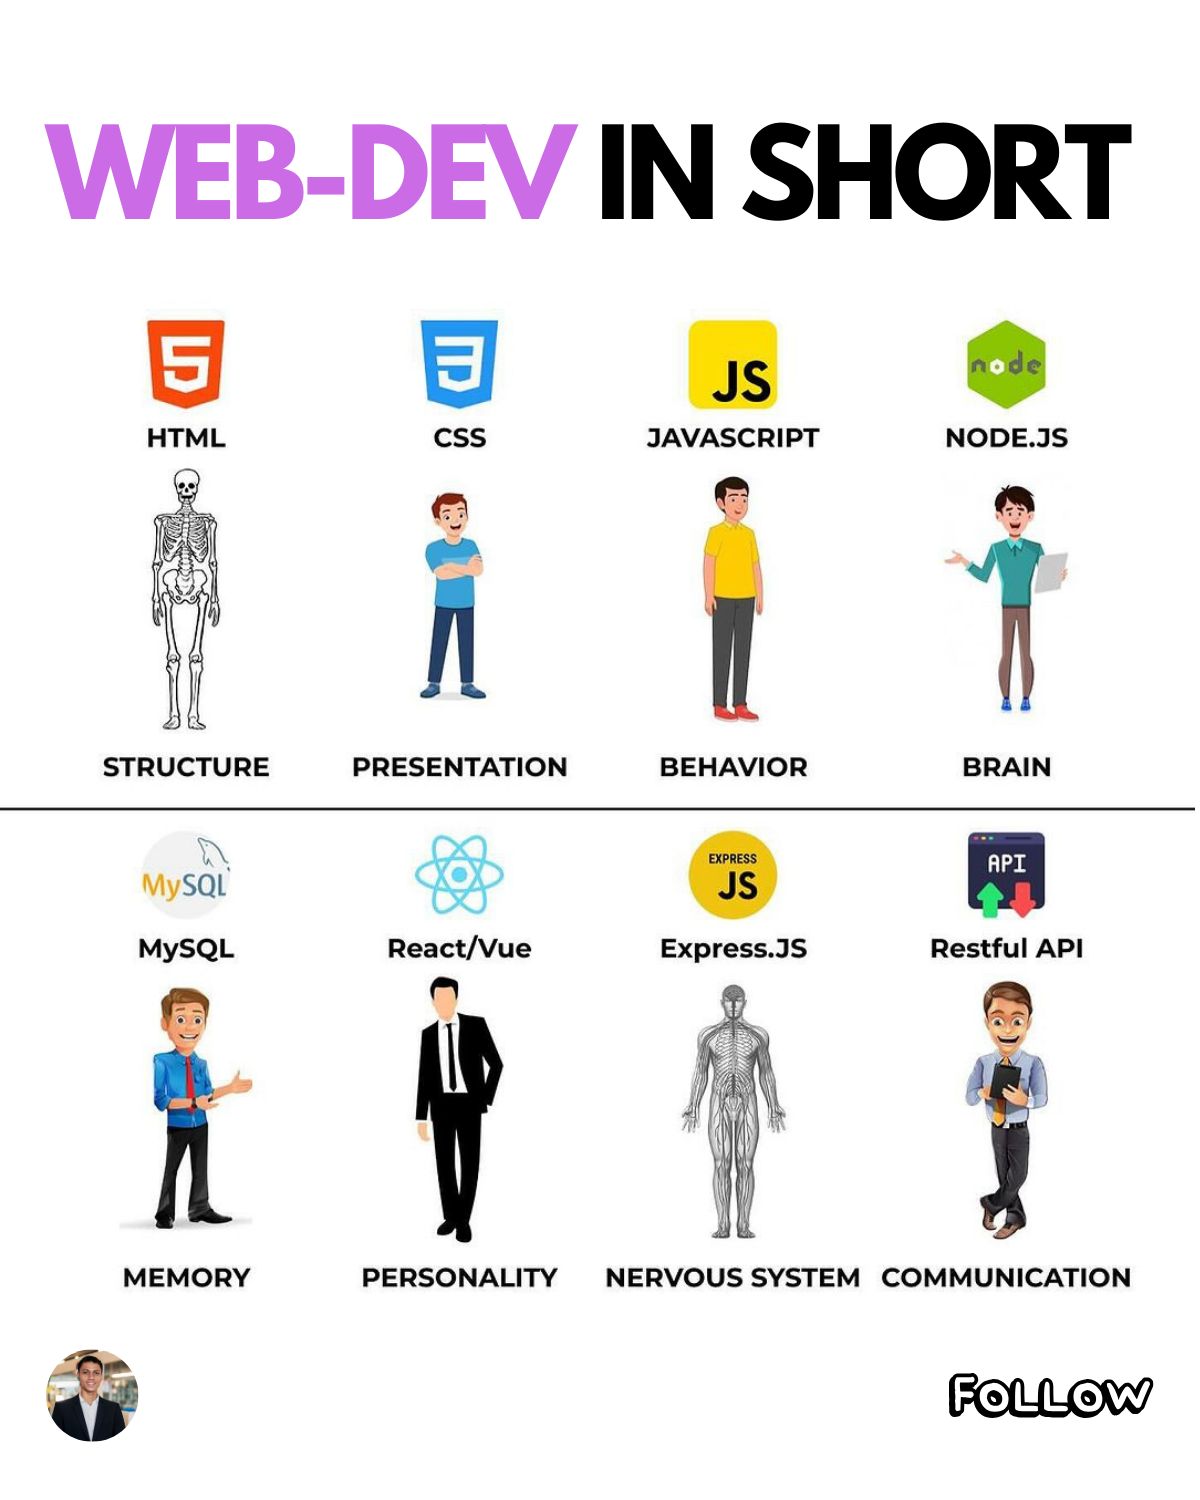 WEB-DEV IN SHORT
5
3
JS
node
HTML
CSS
JAVASCRIPT
NODE.JS
STRUCTURE
PRESENTATION
BEHAVIOR
BRAIN
MySQL
EXPRESS
JS
API
MySQL
React/Vue
Express.JS
Restful API
MEMORY
PERSONALITY
NERVOUS SYSTEM
COMMUNICATION
FOLLOW